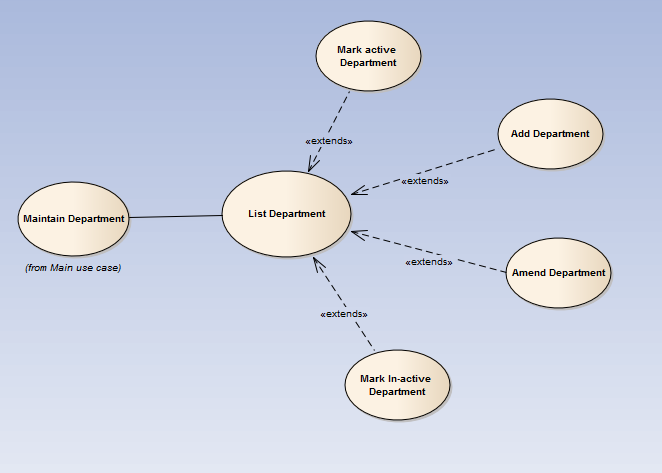 Mark active
Department
«extends»
Add Department
«extends»
Maintain Department
(from Main use case)
List Department
«extends»
Amend Department
«extends»
Mark In-active
Department